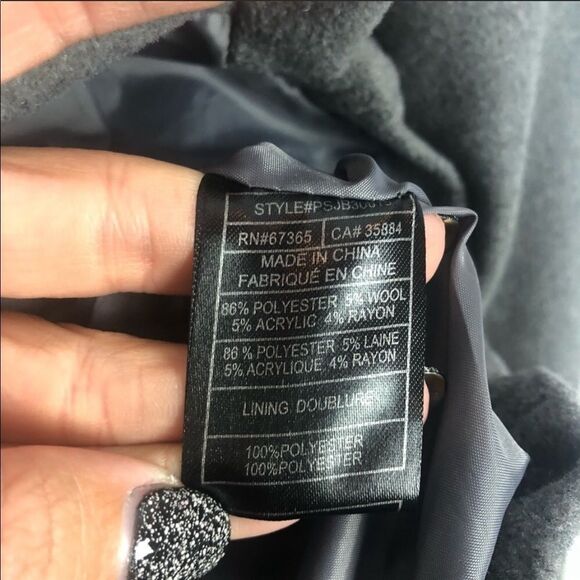 RN#67365 CA# 35884
MADE IN CHINA
FABRIQUÉ EN CHINE
86% POLYESTER 5% WOOL
5% ACRYLIC 4% RAYON
86% POLYESTER 5% LAINE
5% ACRYLIQUE 4% RAYON
LINING DOUBLURE
100%POLYESTER
100%POLYESTER